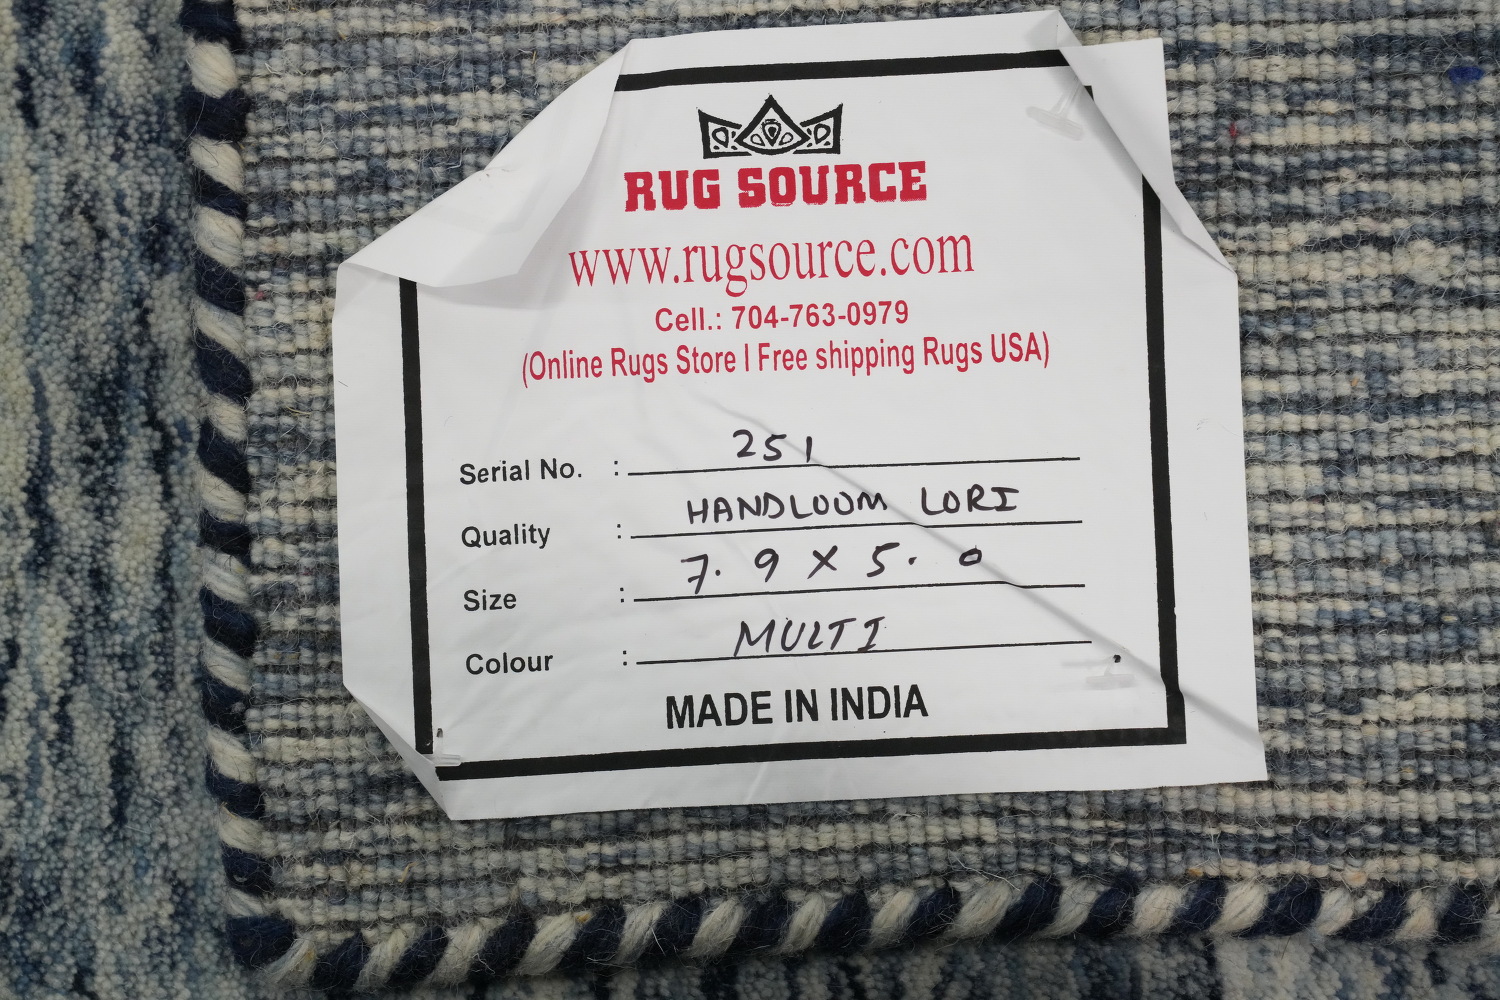 RUG SOURCE
www.rugsource.com
Cell.: 704-763-0979
(Online Rugs Store I Free shipping Rugs USA)
Serial No. : 251
Quality : HANDLOOM LORI
Size : 7.9 X 5.0
Colour : MULTI
MADE IN INDIA